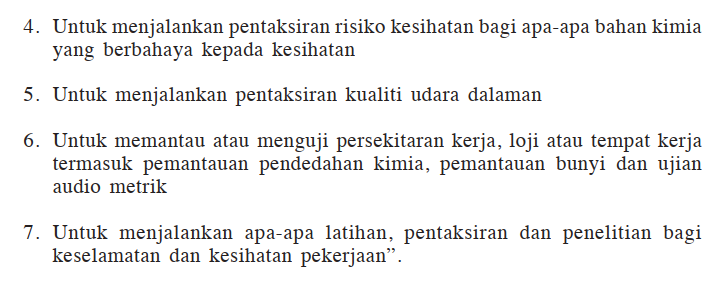 4. Untuk menjalankan pentaksiran risiko kesihatan bagi apa-apa bahan kimia
yang berbahaya kepada kesihatan
5. Untuk menjalankan pentaksiran kualiti udara dalaman
6. Untuk memantau atau menguji persekitaran kerja, loji atau tempat kerja
termasuk pemantauan pendedahan kimia, pemantauan bunyi dan ujian
audio metrik
7. Untuk menjalankan apa-apa latihan, pentaksiran dan penelitian bagi
keselamatan dan kesihatan pekerjaan”.